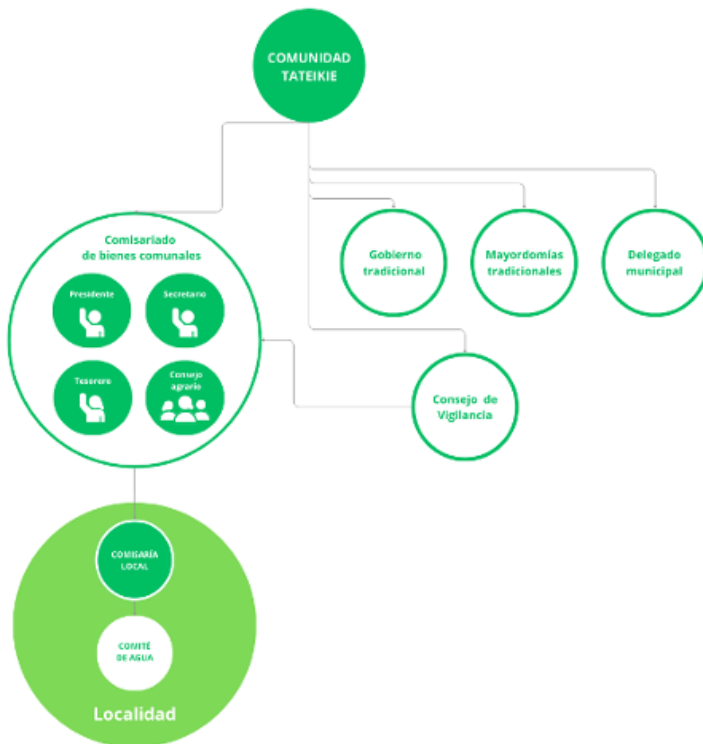 COMUNIDAD
TATEIKIE
Comisariado
de bienes comunales
Presidente
Secretario
Tesorero
Consejo
agrario
Gobierno
tradicional
Mayordomías
tradicionales
Delegado
municipal
Consejo de
Vigilancia
COMISARÍA
LOCAL
COMITÉ
DE AGUA
Localidad